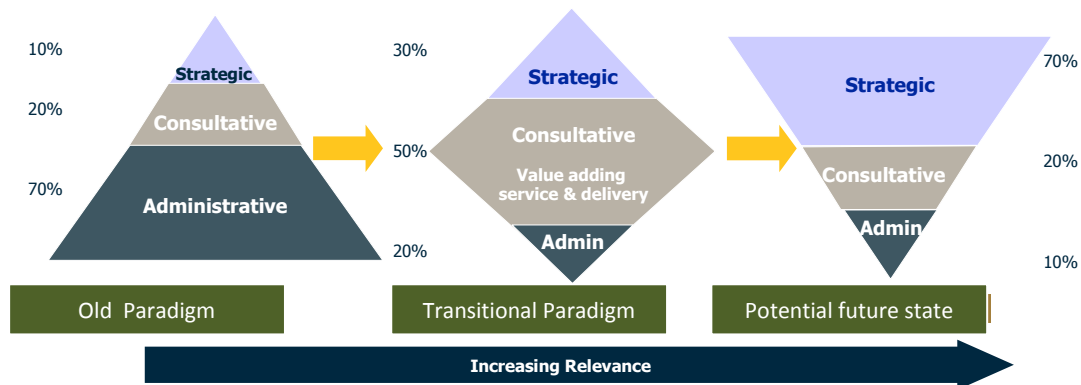 10%
Strategic
20%
Consultative
70%
Administrative
Old Paradigm
30%
Strategic
50%
Consultative
Value adding
service & delivery
20%
Admin
Transitional Paradigm
70%
Strategic
20%
Consultative
Admin
10%
Potential future state
Increasing Relevance